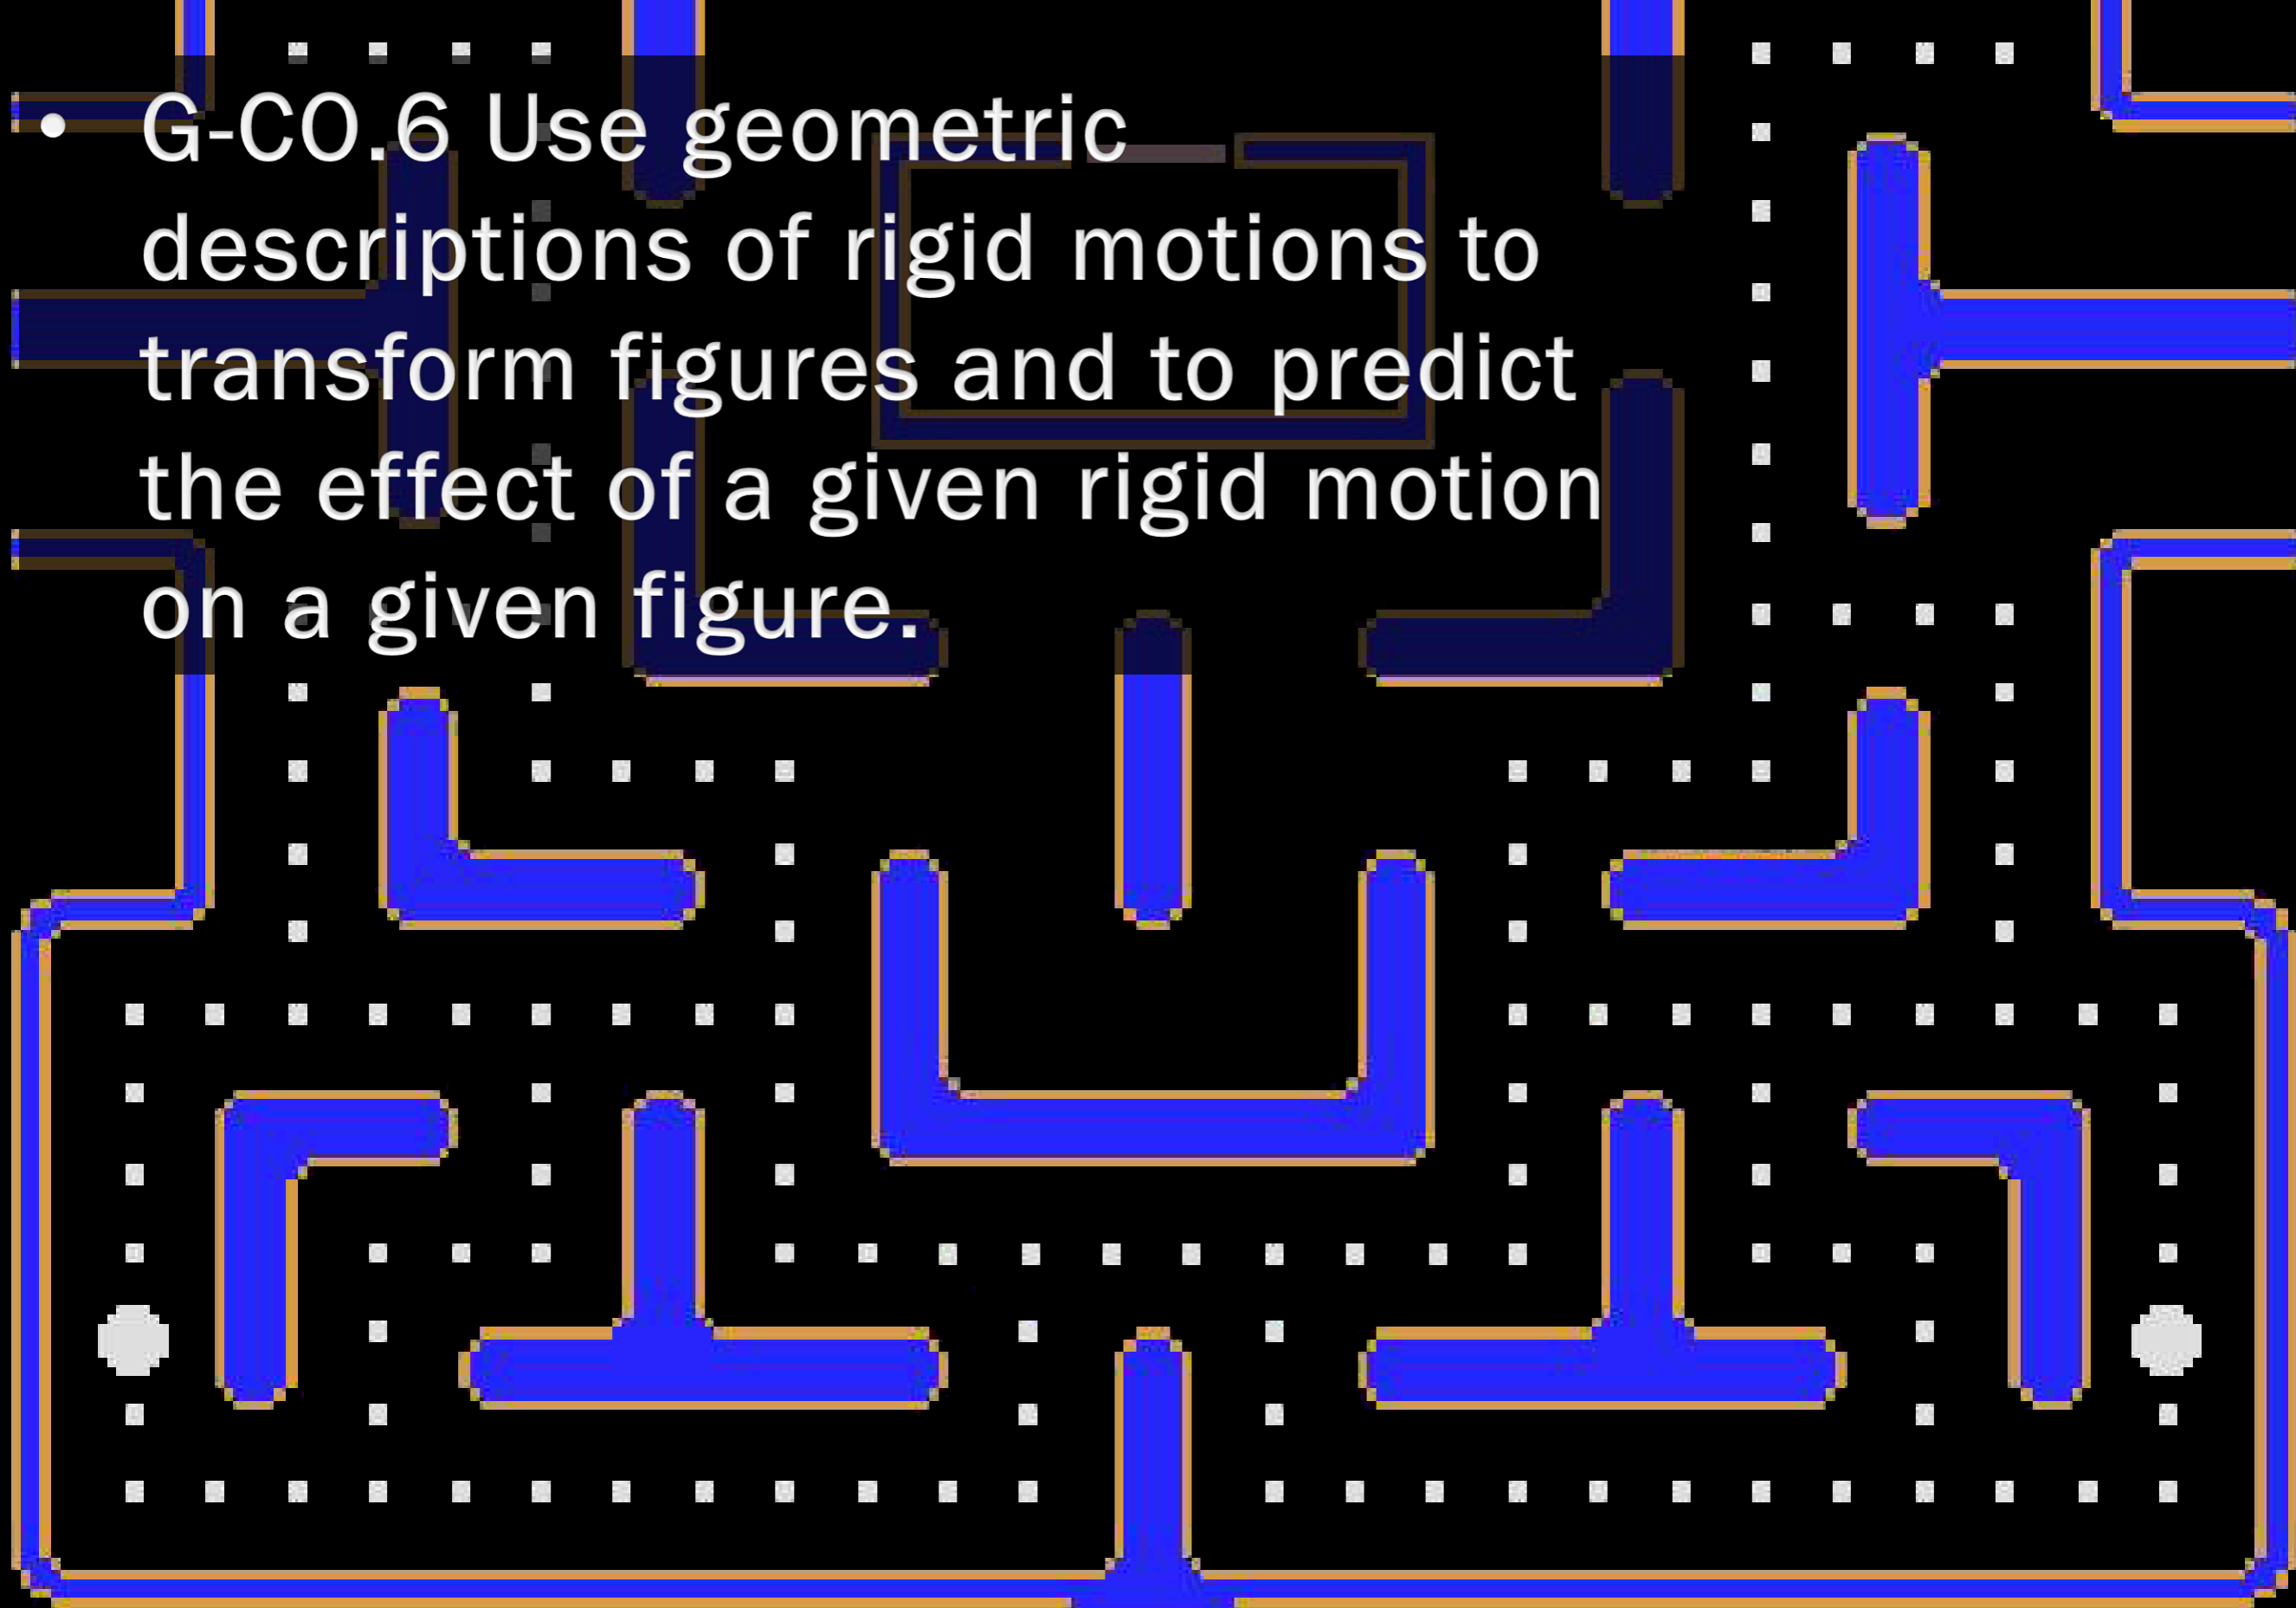 • G-CO.6 Use geometric
descriptions of rigid motions to
transform figures and to predict
the effect of a given rigid motion
on a given figure.